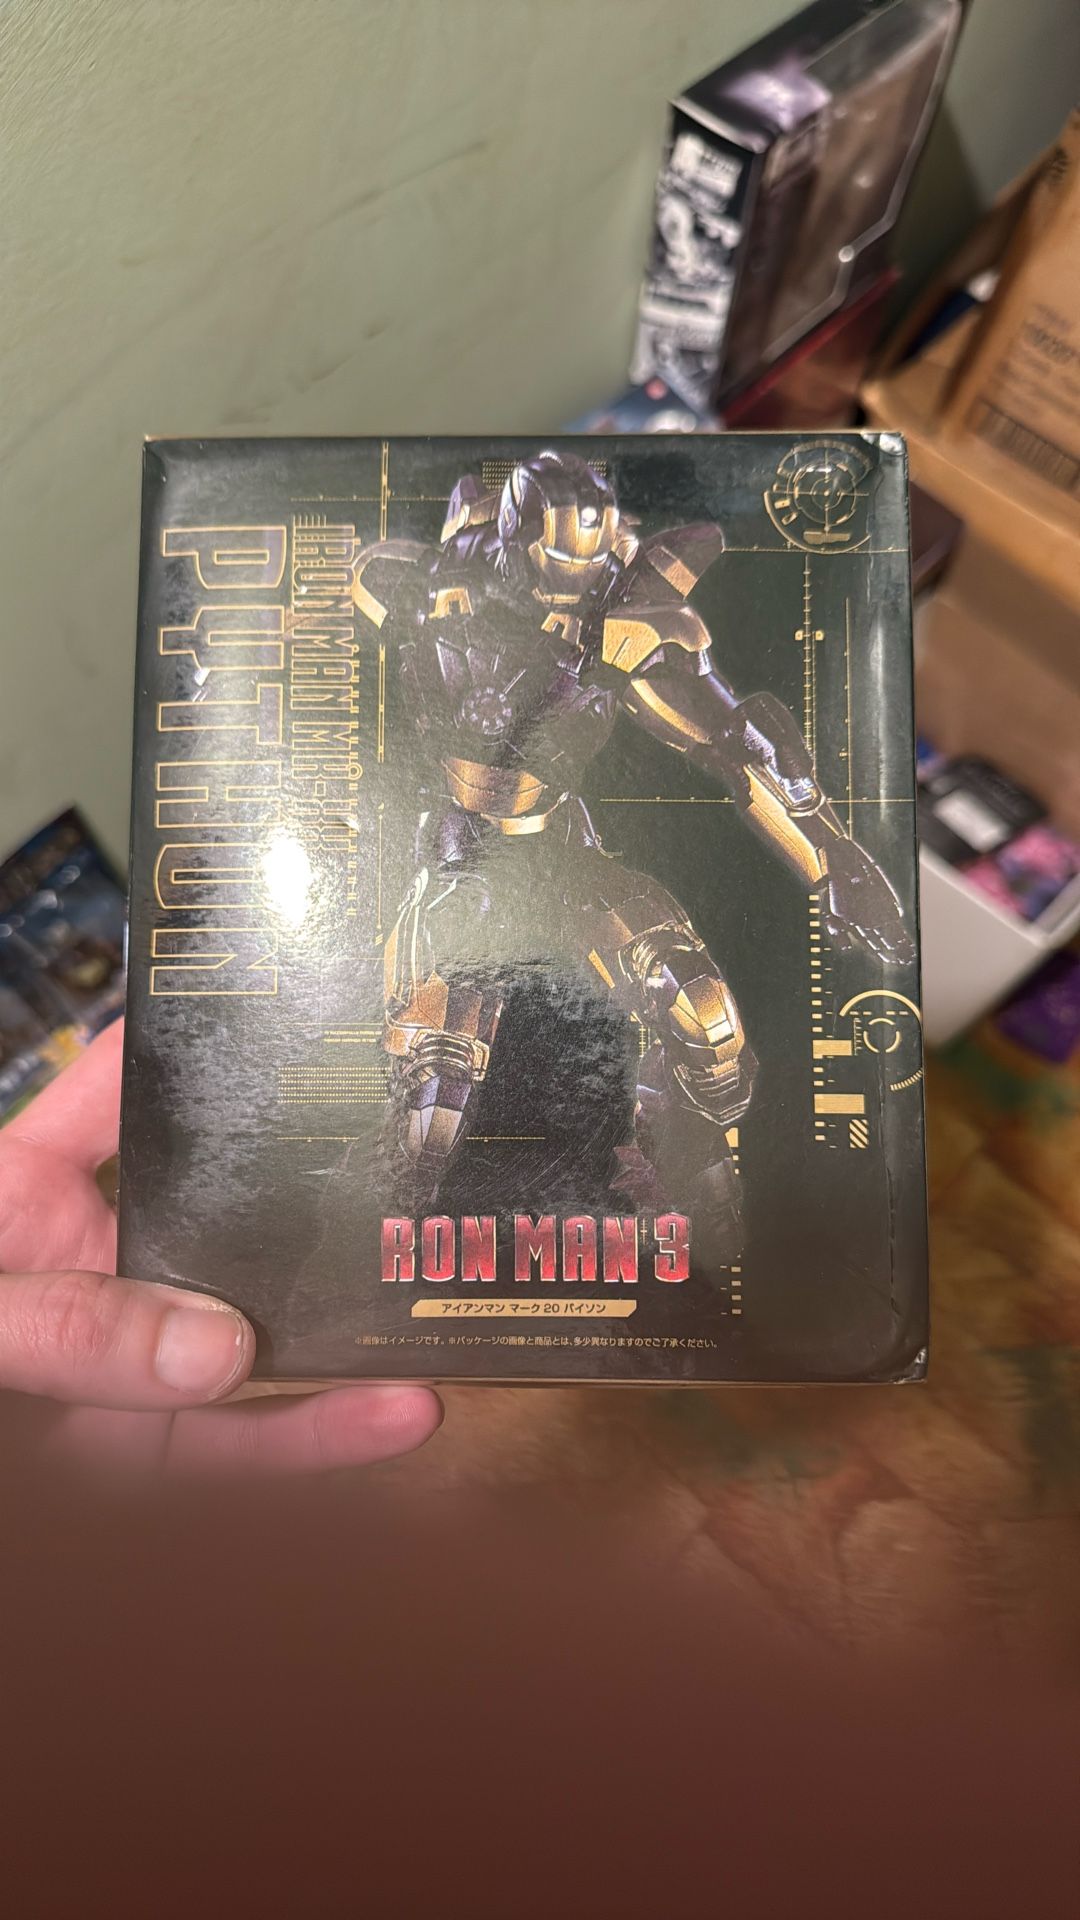 PYTHON
IRON MAN MK-XX
IRON MAN 3
アイアンマン マーク20 パイソン
※画像はイメージです。※パッケージの画像と商品とは、多少異なりますのでご了承ください。